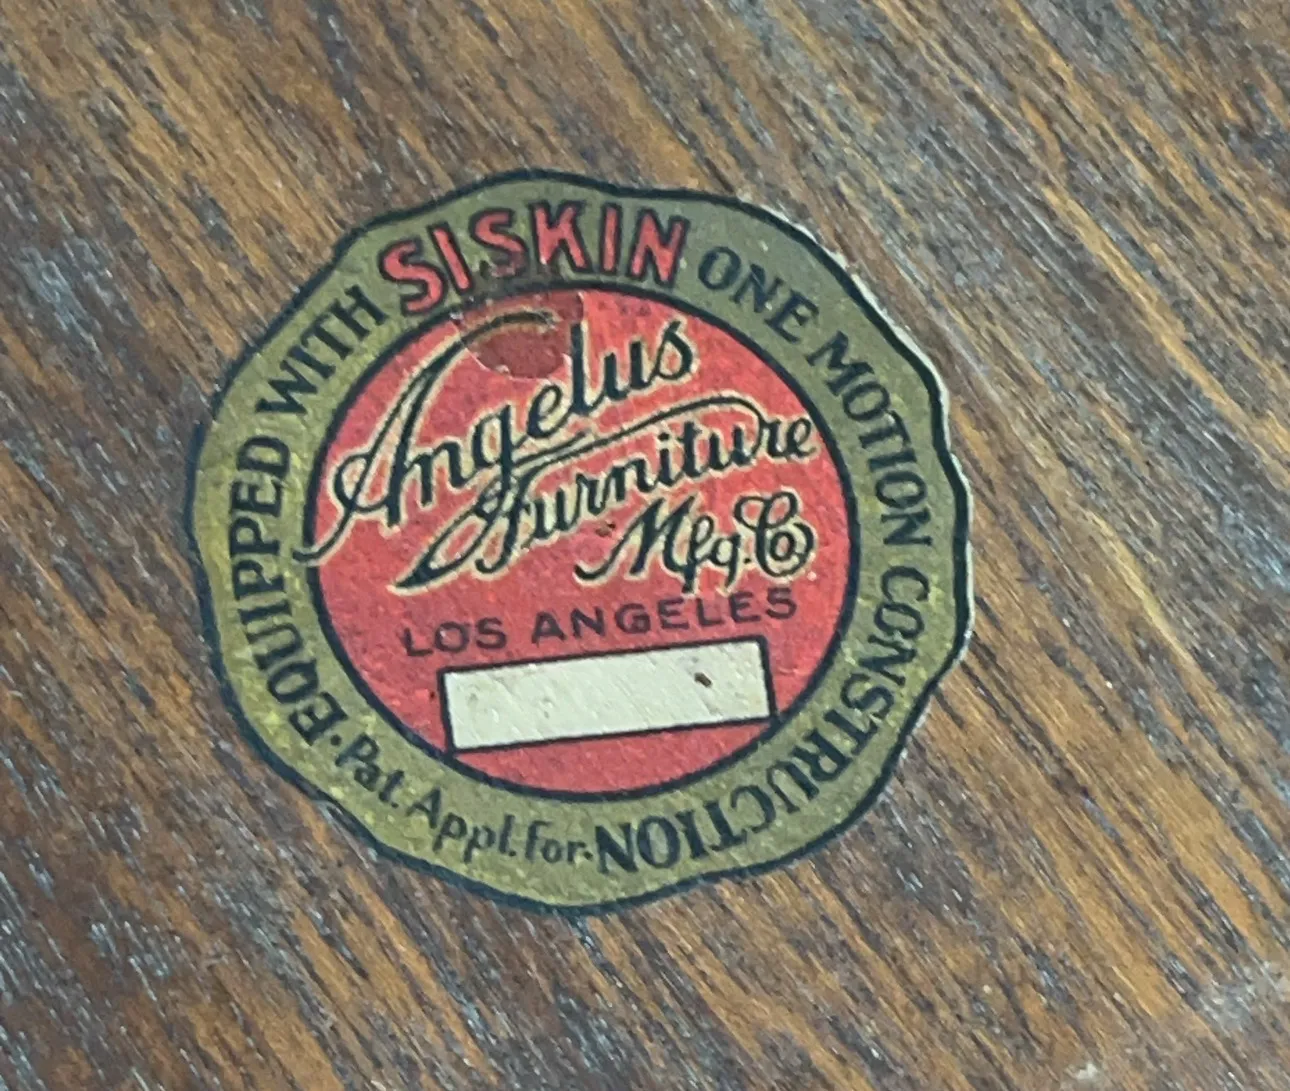 EQUIPPED WITH SISKIN ONE MOTION CONSTRUCTION
·Pat. Appl. for·
Angelus
Furniture
Mfg. Co.
LOS ANGELES